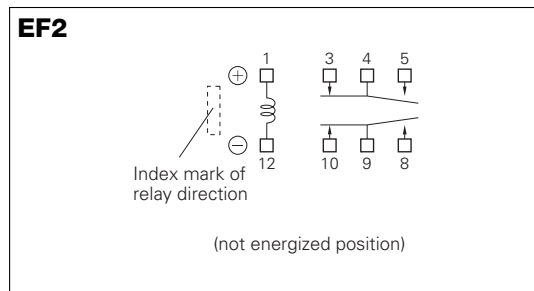 EF2
1 3 4 5
+
−
12 10 9 8
Index mark of
relay direction
(not energized position)